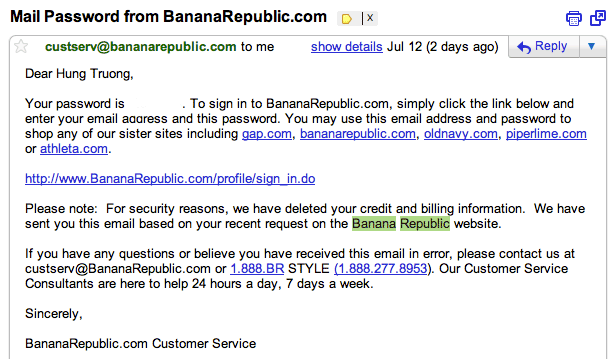 Mail Password from BananaRepublic.com x
custserv@bananarepublic.com to me show details Jul 12 (2 days ago) Reply
Dear Hung Truong,
Your password is . To sign in to BananaRepublic.com, simply click the link below and
enter your email address and this password. You may use this email address and password to
shop any of our sister sites including gap.com, bananarepublic.com, oldnavy.com, piperlime.com
or athleta.com.
http://www.BananaRepublic.com/profile/sign_in.do
Please note: For security reasons, we have deleted your credit and billing information. We have
sent you this email based on your recent request on the Banana Republic website.
If you have any questions or believe you have received this email in error, please contact us at
custserv@BananaRepublic.com or 1.888.BR STYLE (1.888.277.8953). Our Customer Service
Consultants are here to help 24 hours a day, 7 days a week.
Sincerely,
BananaRepublic.com Customer Service